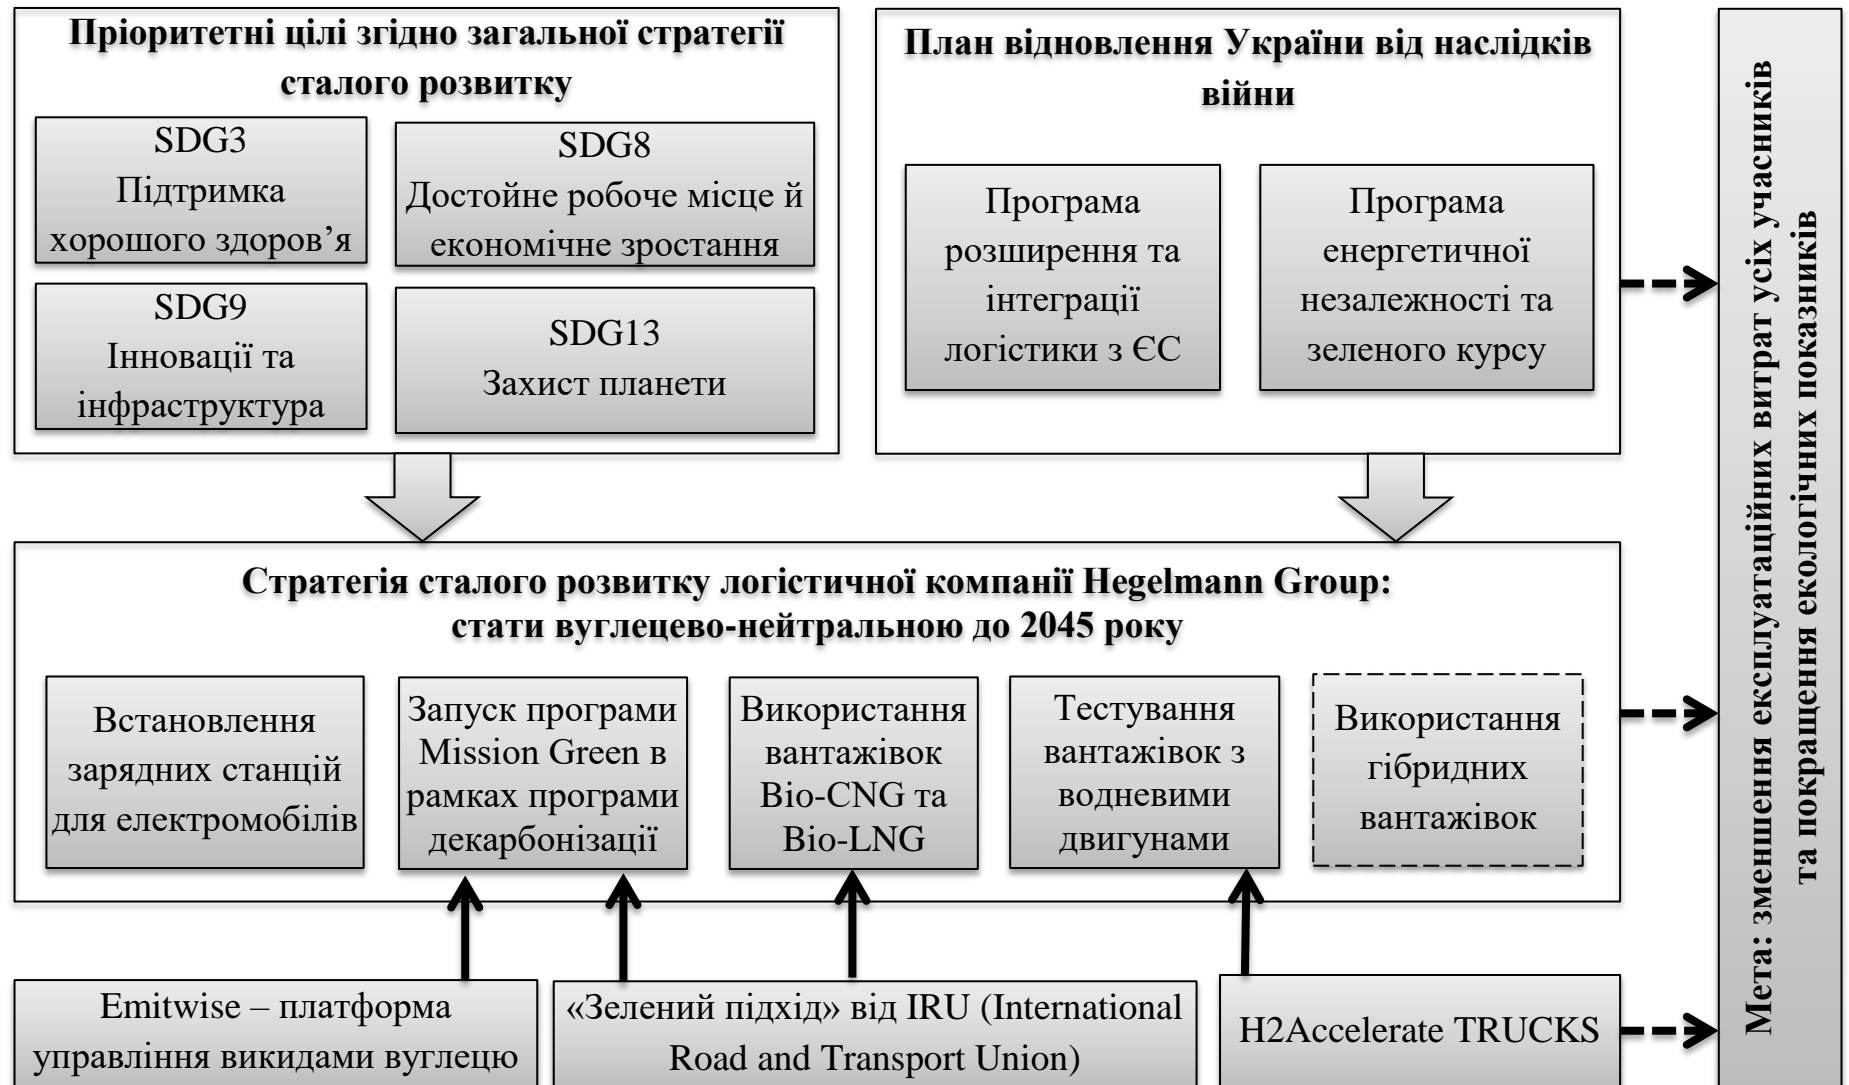 Пріоритетні цілі згідно загальної стратегії
сталого розвитку
SDG3
Підтримка
хорошого здоров’я
SDG8
Достойне робоче місце й
економічне зростання
SDG9
Інновації та
інфраструктура
SDG13
Захист планети
План відновлення України від наслідків
війни
Програма
розширення та
інтеграції
логістики з ЄС
Програма
енергетичної
незалежності та
зеленого курсу
Стратегія сталого розвитку логістичної компанії Hegelmann Group:
стати вуглецево-нейтральною до 2045 року
Встановлення
зарядних станцій
для електромобілів
Запуск програми
Mission Green в
рамках програми
декарбонізації
Використання
вантажівок
Bio-CNG та
Bio-LNG
Тестування
вантажівок з
водневими
двигунами
Використання
гібридних
вантажівок
Emitwise – платформа
управління викидами вуглецю
«Зелений підхід» від IRU (International
Road and Transport Union)
H2Accelerate TRUCKS
Мета: зменшення експлуатаційних витрат усіх учасників
та покращення екологічних показників